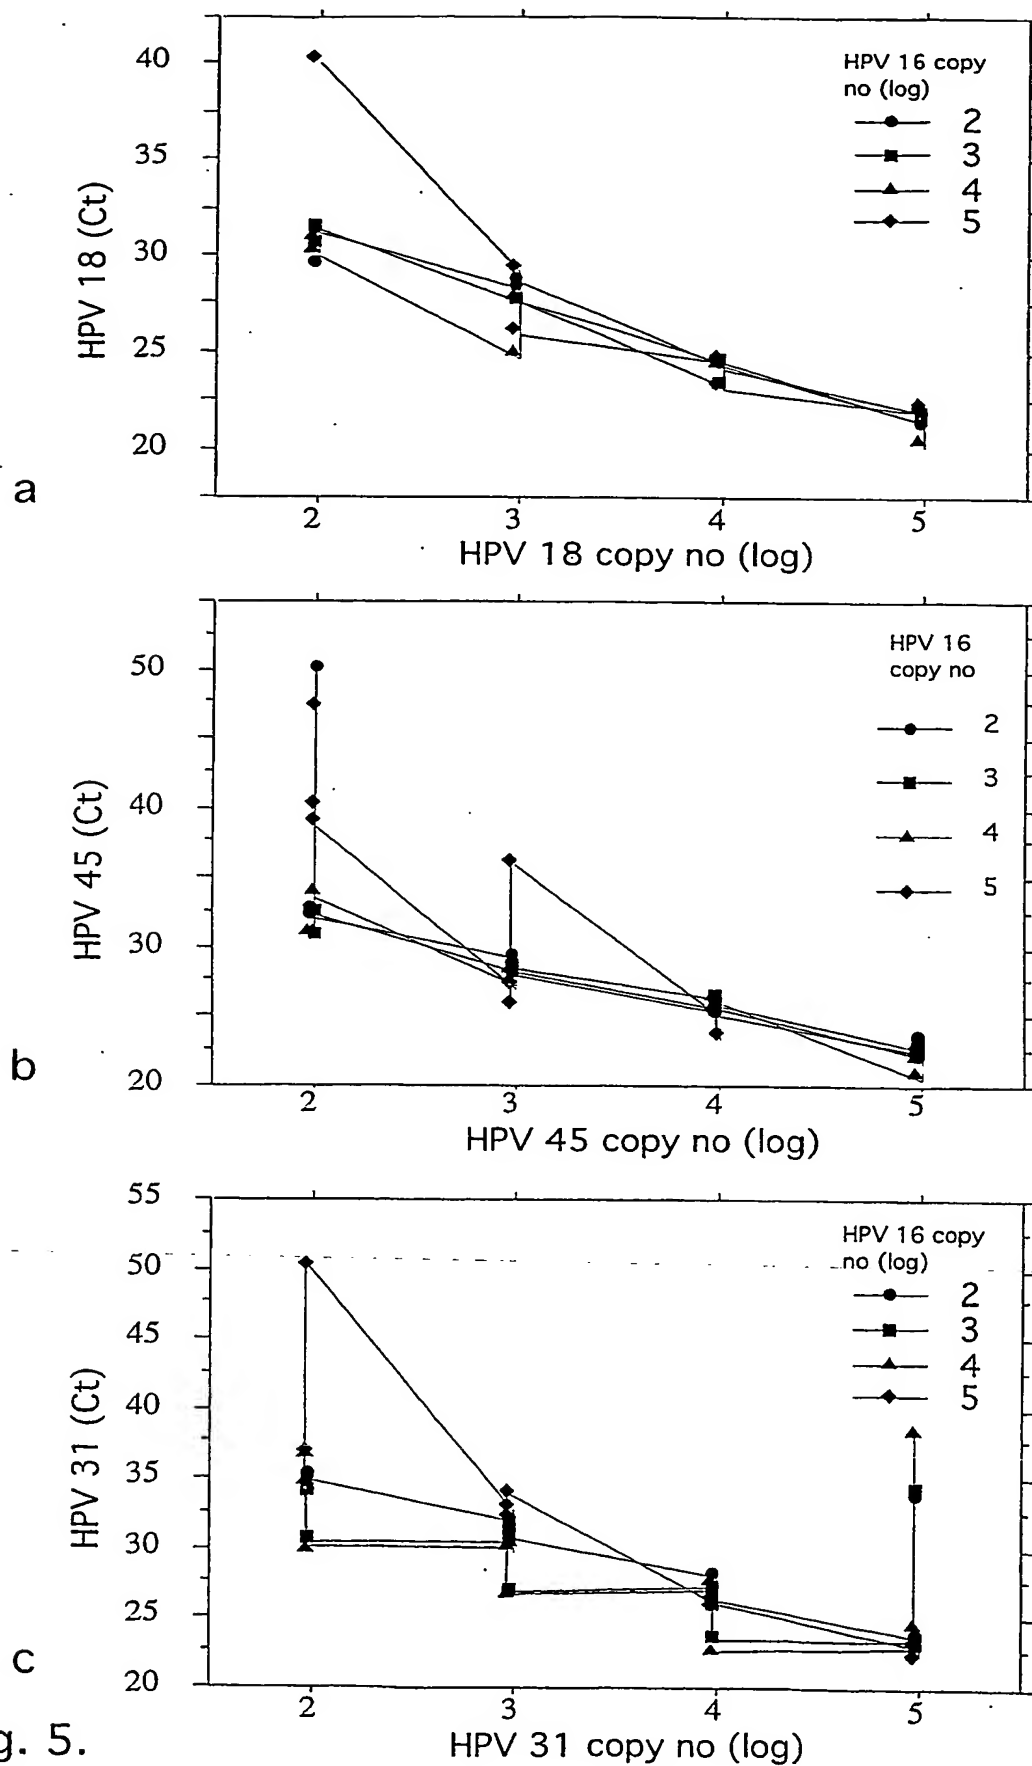 40
35
30
25
20
HPV 18 (Ct)
HPV 16 copy
no (log)
2
3
4
5
a
2 3 4 5
HPV 18 copy no (log)
50
40
30
20
HPV 45 (Ct)
HPV 16
copy no
2
3
4
5
b
2 3 4 5
HPV 45 copy no (log)
55
50
45
40
35
30
25
20
HPV 31 (Ct)
HPV 16 copy
no (log)
2
3
4
5
c
2 3 4 5
HPV 31 copy no (log)
g. 5.